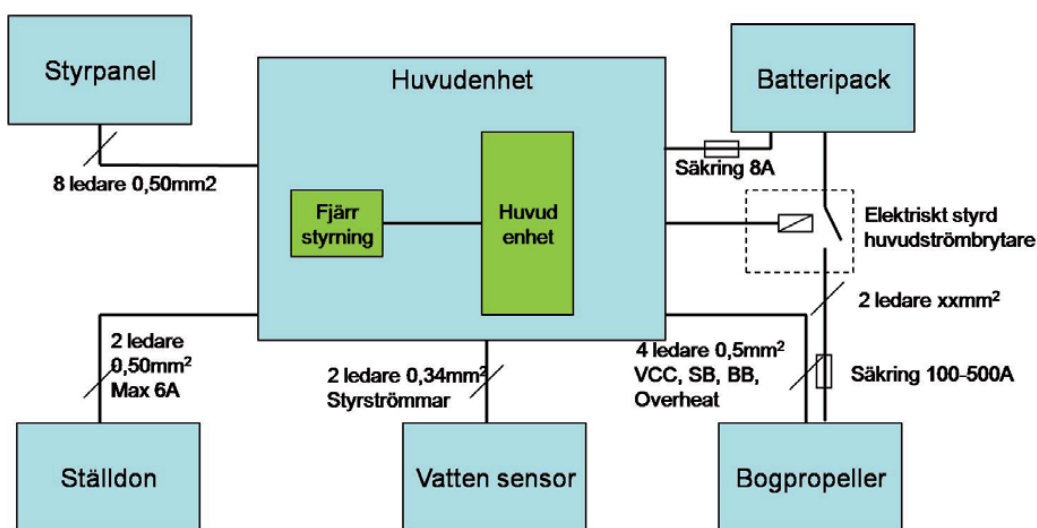 Styrpanel
Huvudenhet
Batteripack
8 ledare 0,50mm2
Säkring 8A
Fjärr
styrning
Huvud
enhet
Elektriskt styrd
huvudströmbrytare
2 ledare xxmm²
2 ledare
0,50mm²
Max 6A
2 ledare 0,34mm²
Styrströmmar
4 ledare 0,5mm²
VCC, SB, BB,
Overheat
Säkring 100-500A
Ställdon
Vatten sensor
Bogpropeller